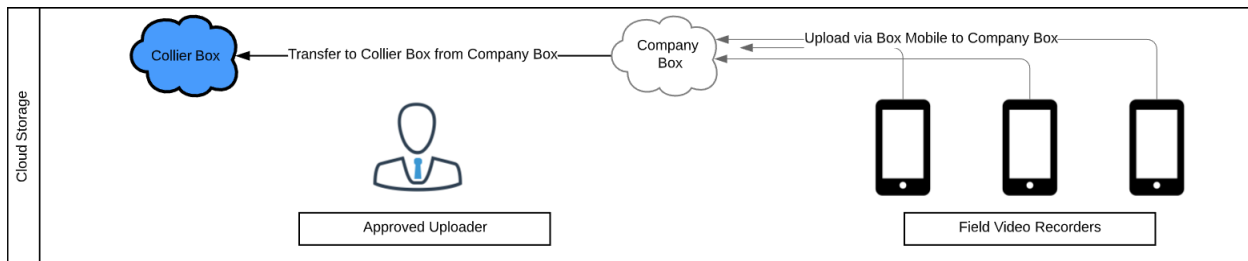 Cloud Storage
Collier Box
Transfer to Collier Box from Company Box
Company
Box
Upload via Box Mobile to Company Box
Approved Uploader
Field Video Recorders